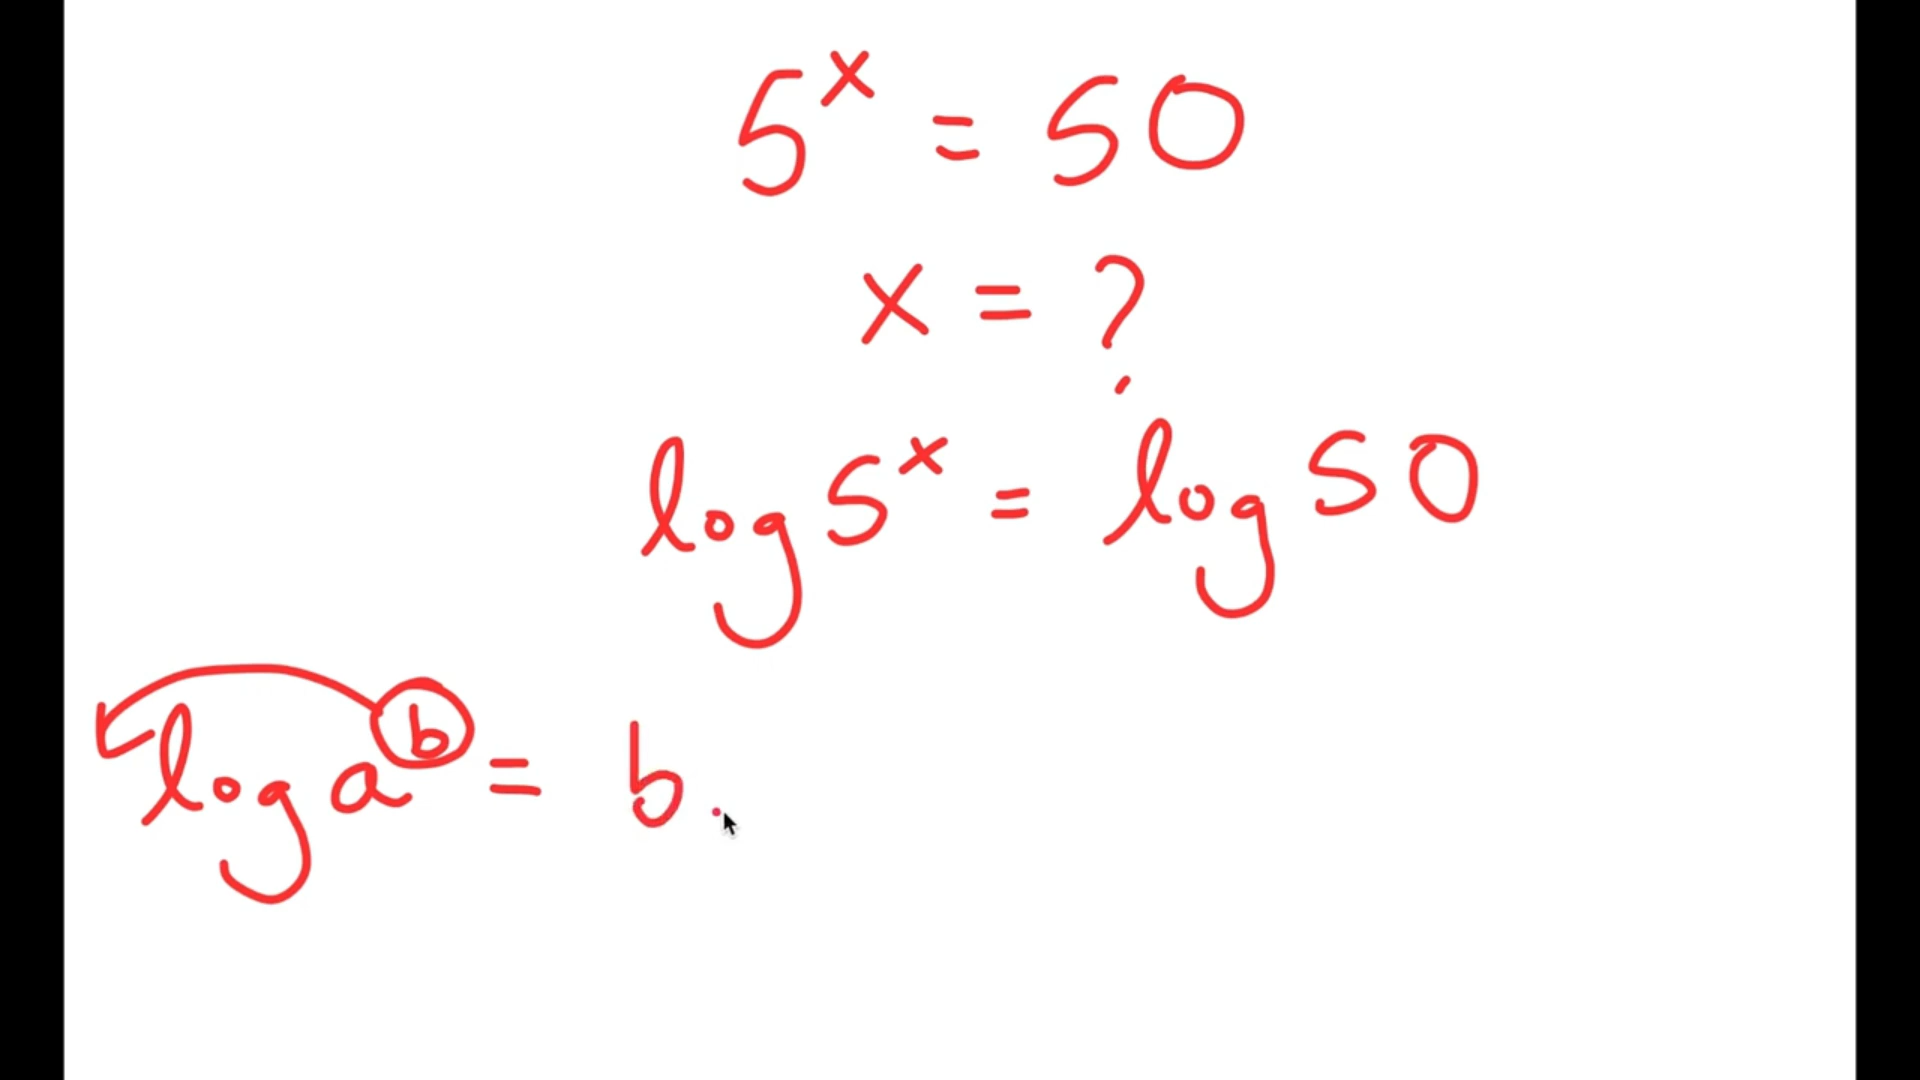 5^x = 50
x = ?
log 5^x = log 50
log a^b = b .